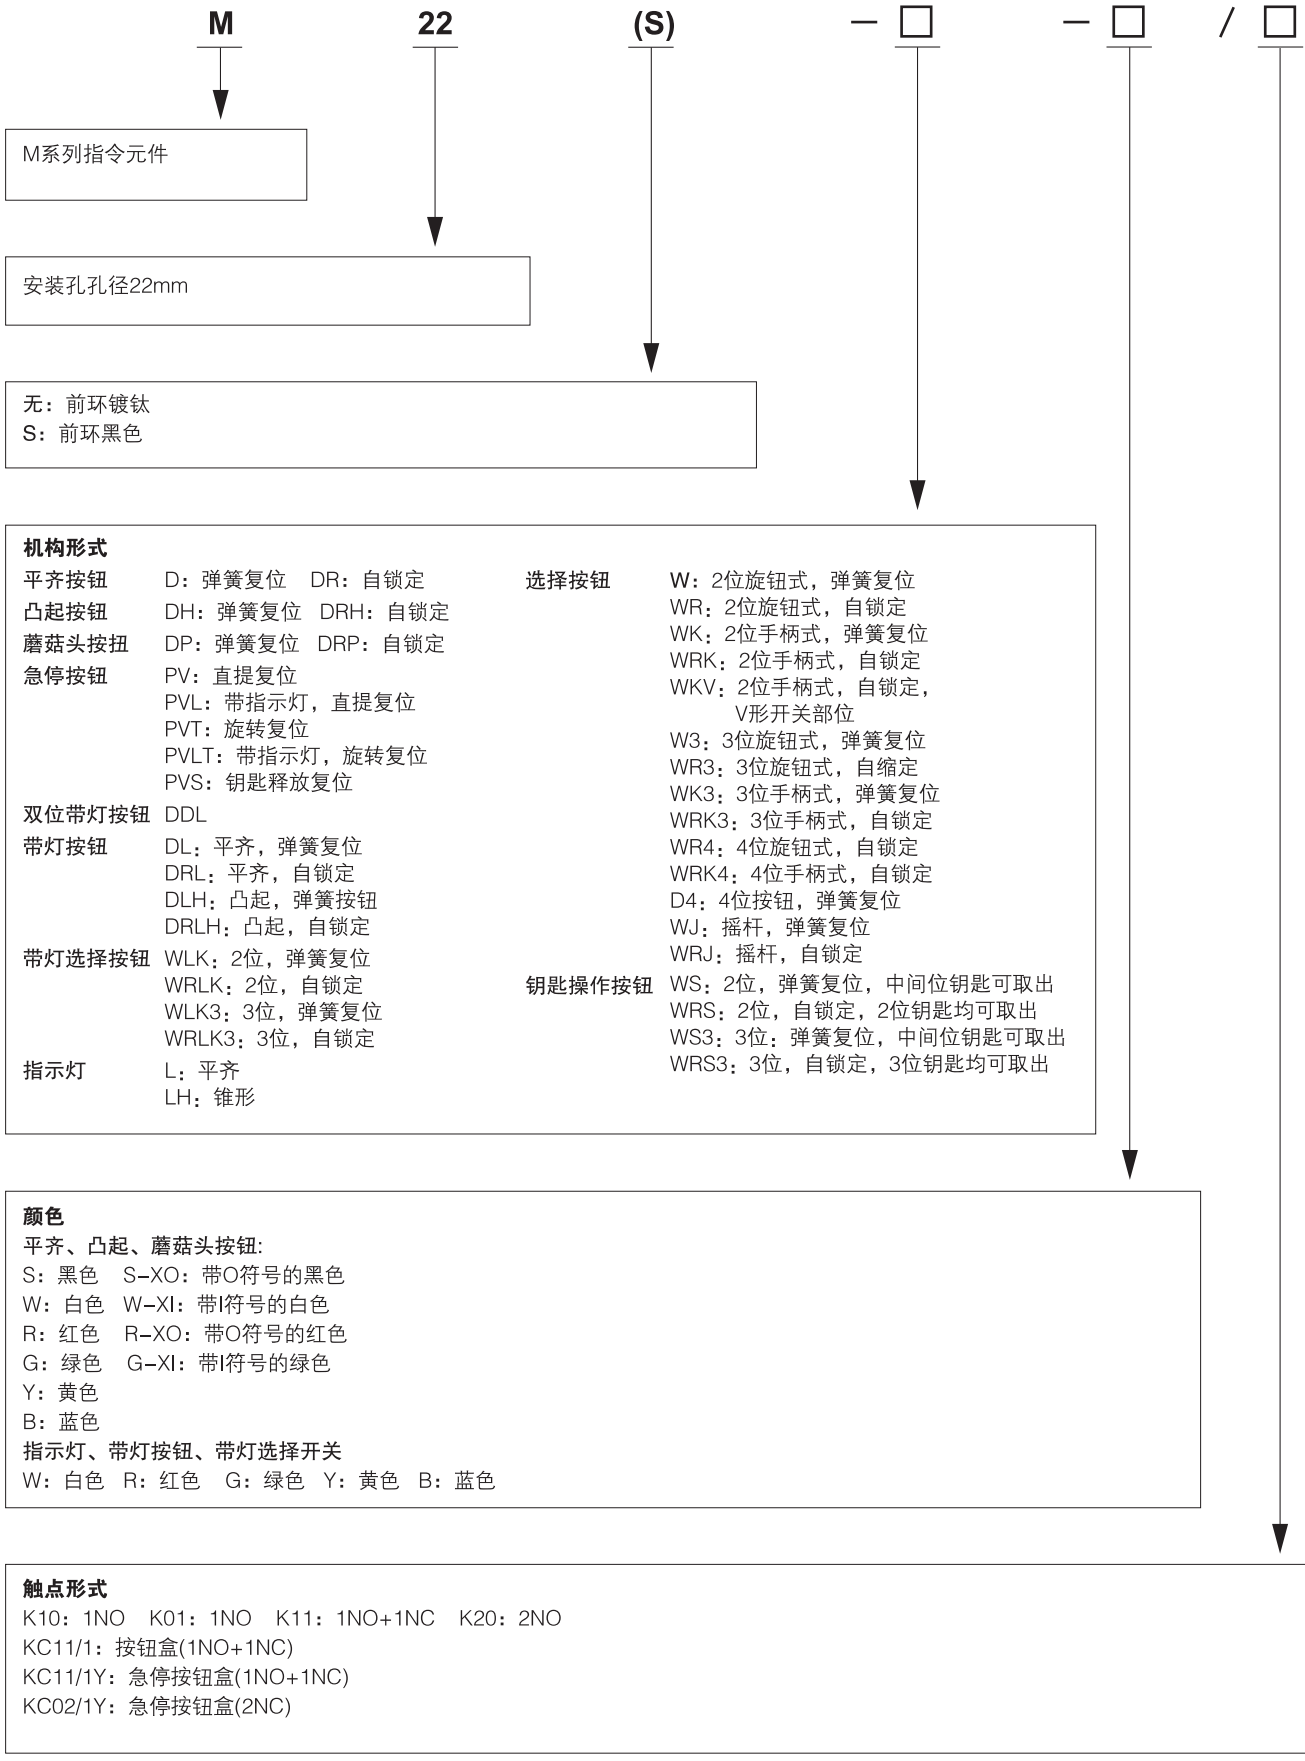 M 22 (S) – □ – □ / □
M系列指令元件
安装孔孔径22mm
无：前环镀钛
S：前环黑色
机构形式
平齐按钮 D：弹簧复位 DR：自锁定
凸起按钮 DH：弹簧复位 DRH：自锁定
蘑菇头按扭 DP：弹簧复位 DRP：自锁定
急停按钮 PV：直提复位
PVL：带指示灯，直提复位
PVT：旋转复位
PVLT：带指示灯，旋转复位
PVS：钥匙释放复位
双位带灯按钮 DDL
带灯按钮 DL：平齐，弹簧复位
DRL：平齐，自锁定
DLH：凸起，弹簧按钮
DRLH：凸起，自锁定
带灯选择按钮 WLK：2位，弹簧复位
WRLK：2位，自锁定
WLK3：3位，弹簧复位
WRLK3：3位，自锁定
指示灯 L：平齐
LH：锥形
选择按钮 W：2位旋钮式，弹簧复位
WR：2位旋钮式，自锁定
WK：2位手柄式，弹簧复位
WRK：2位手柄式，自锁定
WKV：2位手柄式，自锁定，
V形开关部位
W3：3位旋钮式，弹簧复位
WR3：3位旋钮式，自缩定
WK3：3位手柄式，弹簧复位
WRK3：3位手柄式，自锁定
WR4：4位旋钮式，自锁定
WRK4：4位手柄式，自锁定
D4：4位按钮，弹簧复位
WJ：摇杆，弹簧复位
WRJ：摇杆，自锁定
钥匙操作按钮 WS：2位，弹簧复位，中间位钥匙可取出
WRS：2位，自锁定，2位钥匙均可取出
WS3：3位：弹簧复位，中间位钥匙可取出
WRS3：3位，自锁定，3位钥匙均可取出
颜色
平齐、凸起、蘑菇头按钮:
S：黑色 S–XO：带O符号的黑色
W：白色 W–XI：带I符号的白色
R：红色 R–XO：带O符号的红色
G：绿色 G–XI：带I符号的绿色
Y：黄色
B：蓝色
指示灯、带灯按钮、带灯选择开关
W：白色 R：红色 G：绿色 Y：黄色 B：蓝色
触点形式
K10：1NO K01：1NO K11：1NO+1NC K20：2NO
KC11/1：按钮盒(1NO+1NC)
KC11/1Y：急停按钮盒(1NO+1NC)
KC02/1Y：急停按钮盒(2NC)